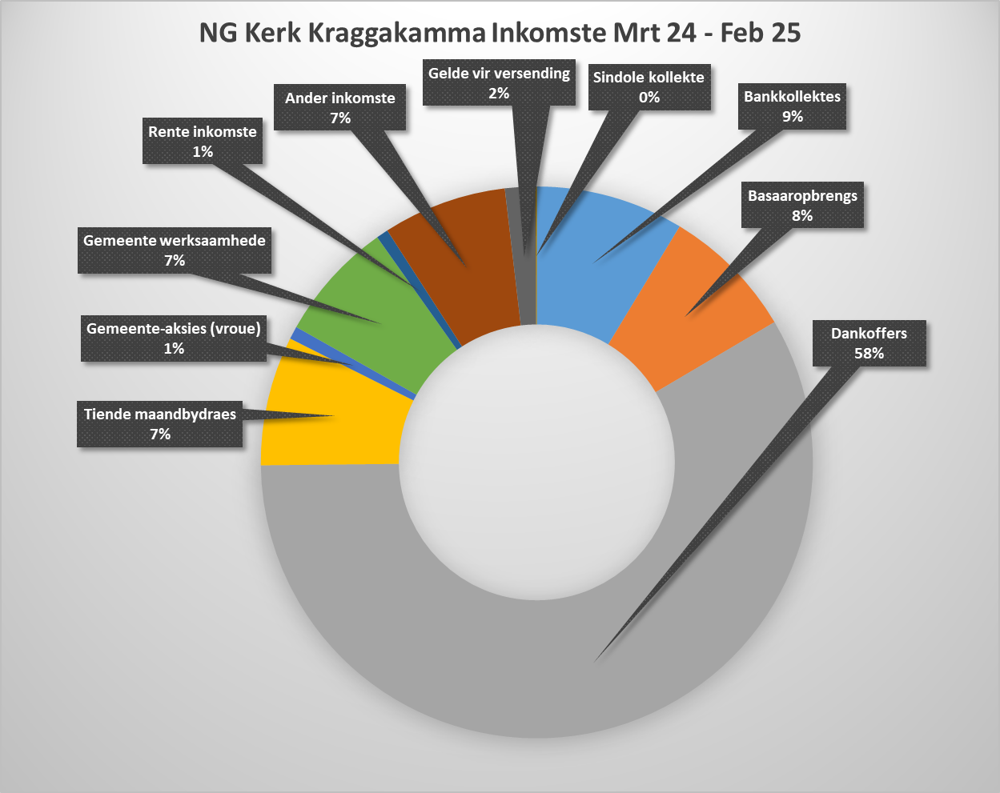 NG Kerk Kraggakamma Inkomste Mrt 24 - Feb 25
Gelde vir versending
2%
Sindole kollekte
0%
Bankkollektes
9%
Ander inkomste
7%
Rente inkomste
1%
Basaaropbrengs
8%
Gemeente werksaamhede
7%
Gemeente-aksies (vroue)
1%
Dankoffers
58%
Tiende maandbydraes
7%